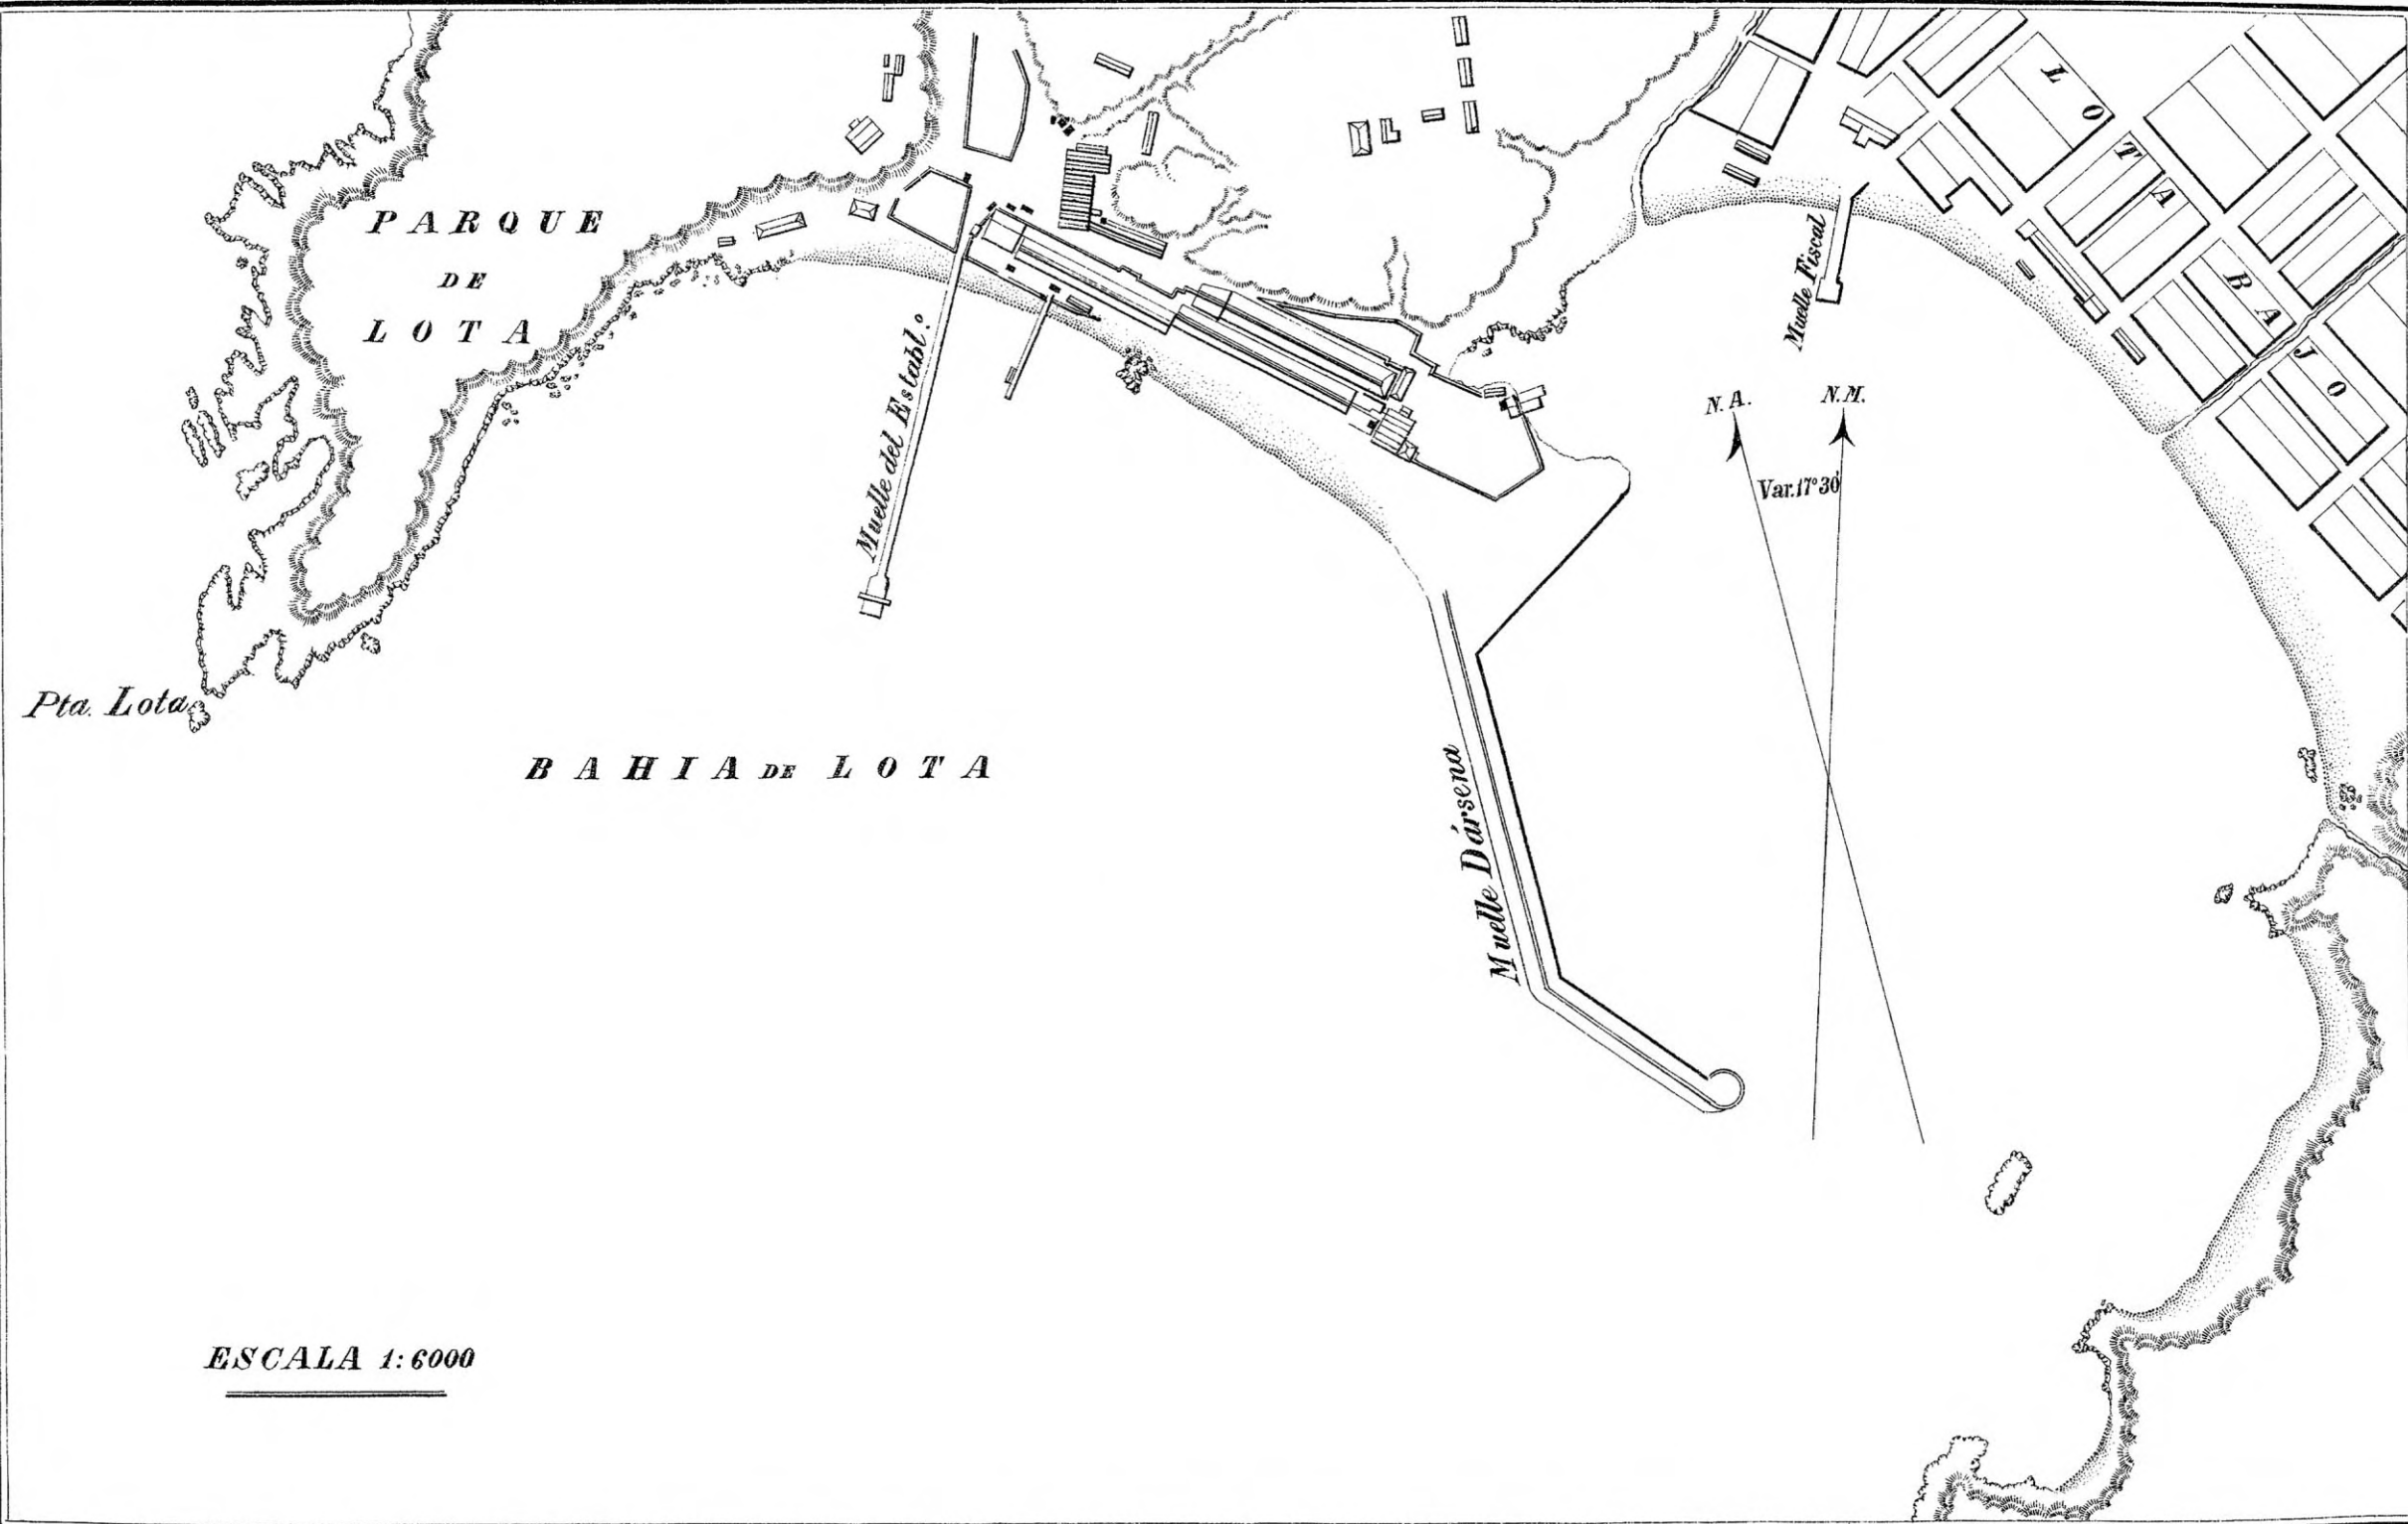 PARQUE
DE
LOTA
LOTA BAJO
Muelle Fiscal
Muelle del Establ.º
N. A.
N. M.
Var. 17° 30'
Pta. Lota
BAHIA DE LOTA
Muelle Dársena
ESCALA 1:6000